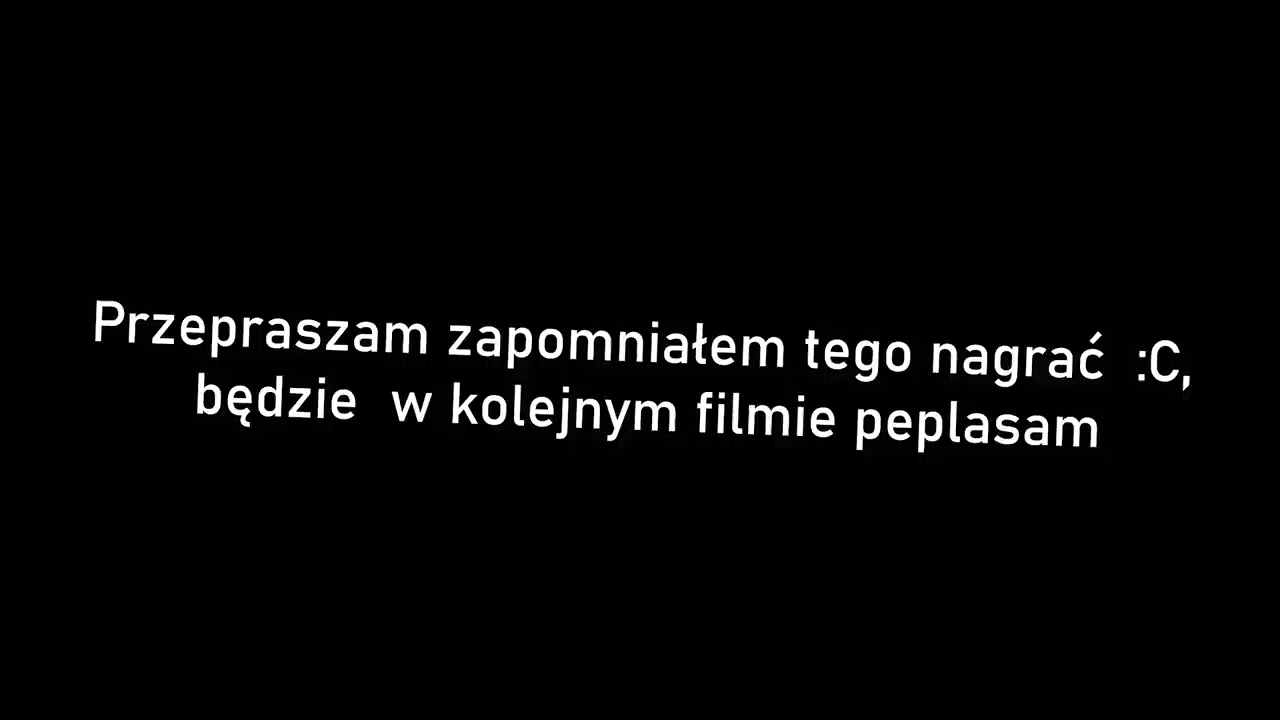 Przepraszam zapomniałem tego nagrać  :C,
będzie  w kolejnym filmie peplasam